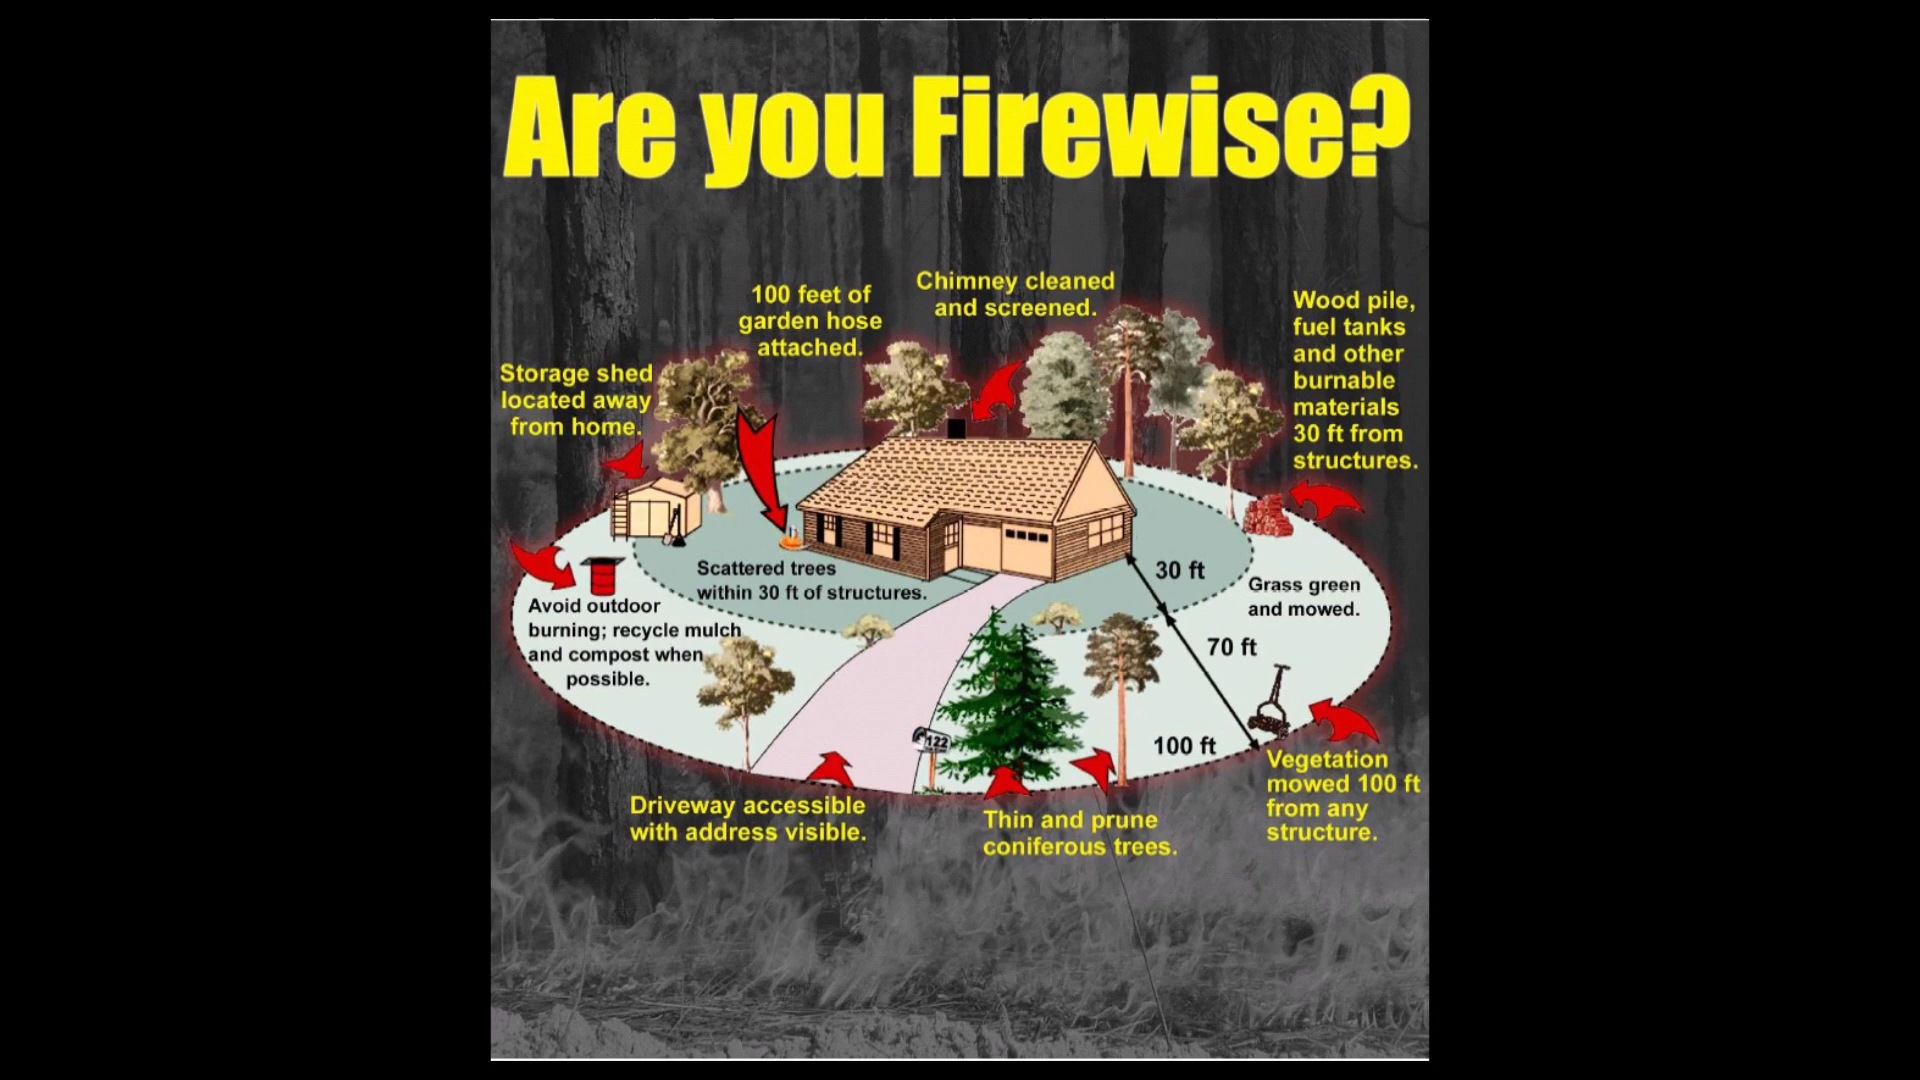 Are you Firewise?
Chimney cleaned
and screened.
100 feet of
garden hose
attached.
Wood pile,
fuel tanks
and other
burnable
materials
30 ft from
structures.
Storage shed
located away
from home.
Scattered trees
within 30 ft of structures.
30 ft
Grass green
and mowed.
Avoid outdoor
burning; recycle mulch
and compost when
possible.
70 ft
122
100 ft
Vegetation
mowed 100 ft
from any
structure.
Driveway accessible
with address visible.
Thin and prune
coniferous trees.